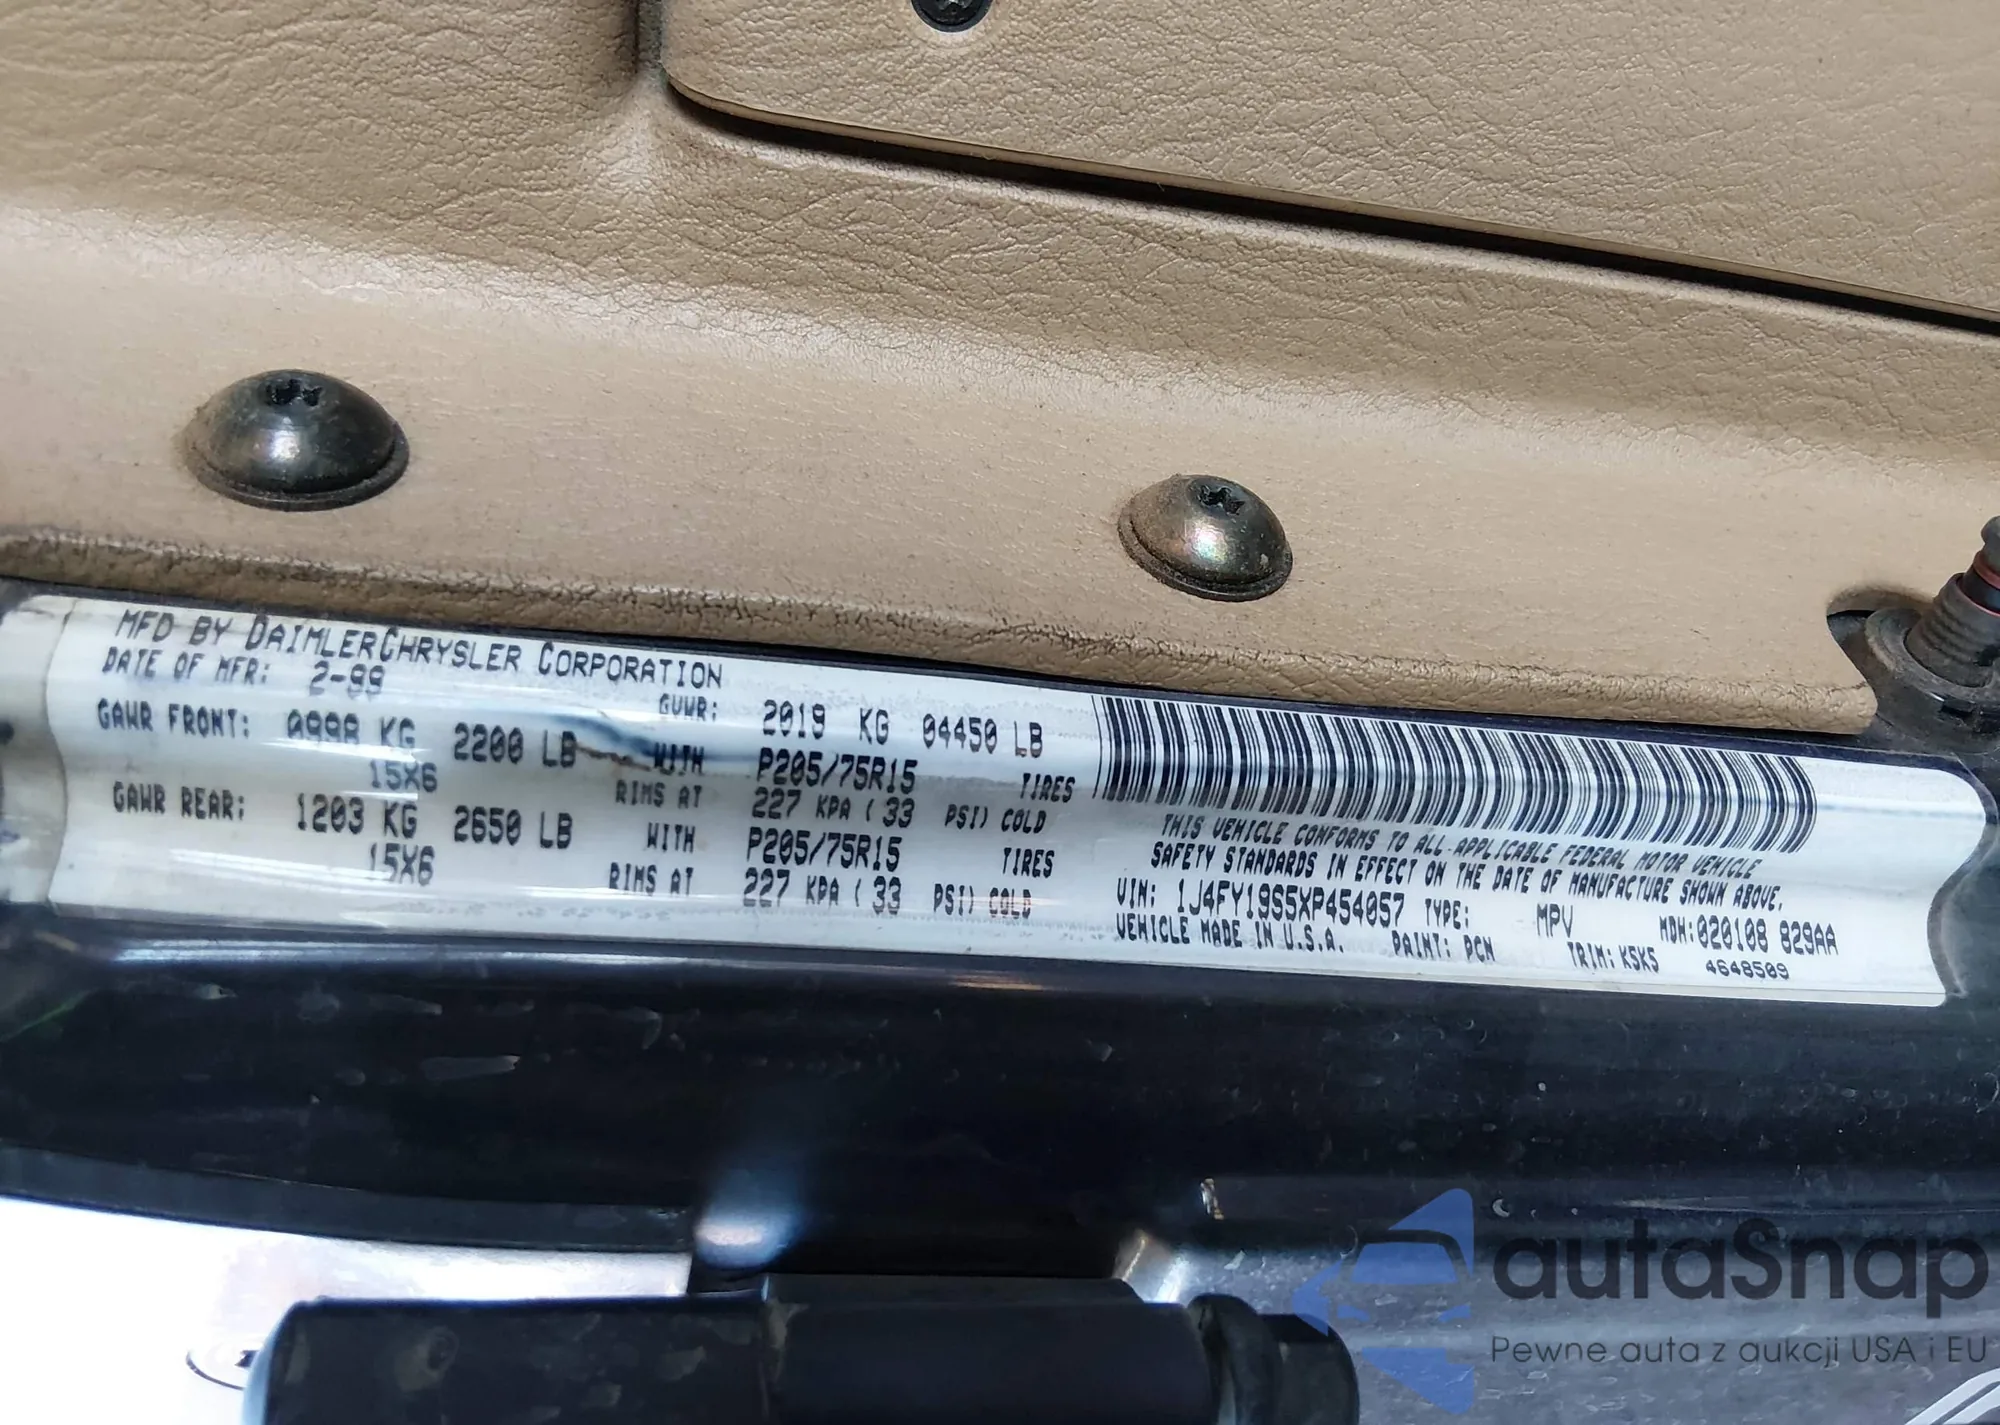 MFD BY DAIMLERCHRYSLER CORPORATION
DATE OF MFR: 2-99 GVWR: 2019 KG 04450 LB
GAWR FRONT: 0998 KG 2200 LB WITH P205/75R15 TIRES
15X6 RIMS AT 227 KPA ( 33 PSI) COLD
GAWR REAR: 1203 KG 2650 LB WITH P205/75R15 TIRES
15X6 RIMS AT 227 KPA ( 33 PSI) COLD
THIS VEHICLE CONFORMS TO ALL APPLICABLE FEDERAL MOTOR VEHICLE
SAFETY STANDARDS IN EFFECT ON THE DATE OF MANUFACTURE SHOWN ABOVE.
VIN: 1J4FY19S5XP454057 TYPE: MPV MDH:020108 829AA
VEHICLE MADE IN U.S.A. PAINT: PCN TRIM: K5K5 4648509
autaSnap
Pewne auta z aukcji USA i EU